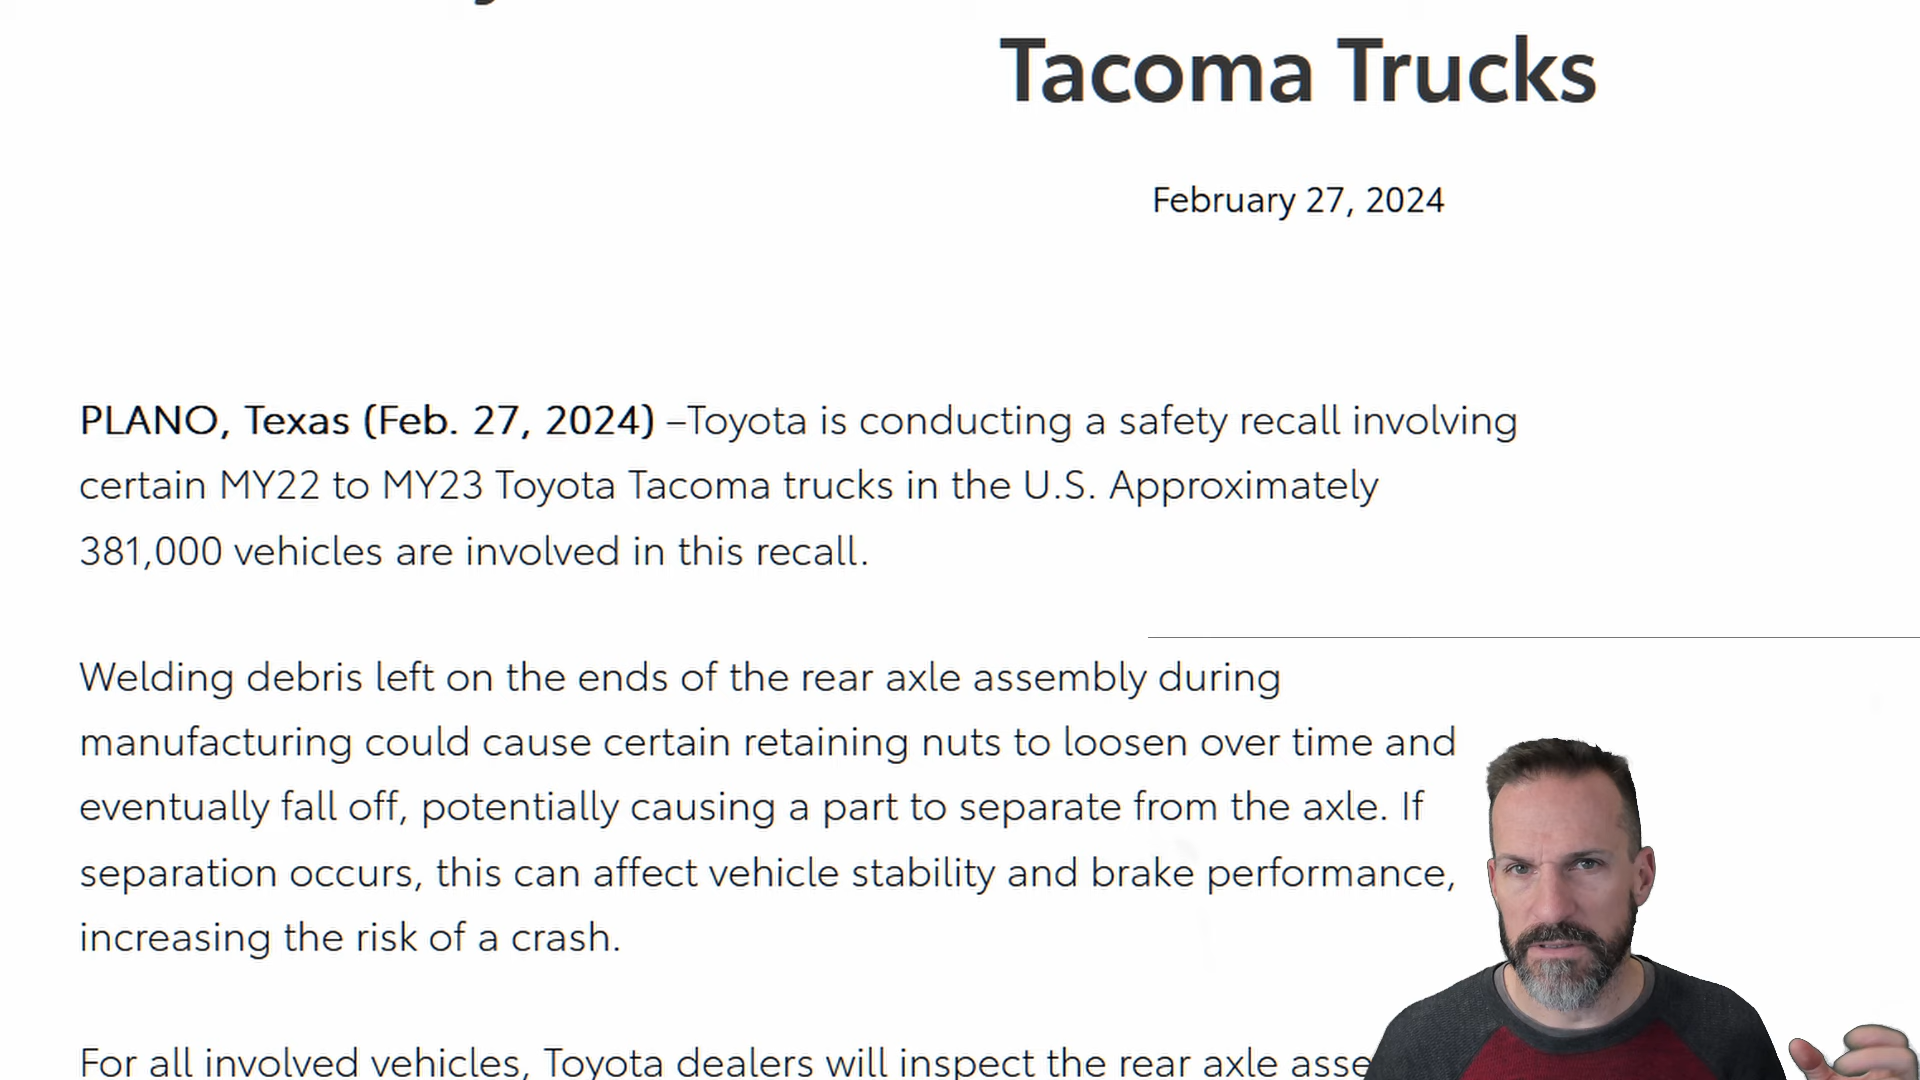 Tacoma Trucks
February 27, 2024
PLANO, Texas (Feb. 27, 2024) –Toyota is conducting a safety recall involving
certain MY22 to MY23 Toyota Tacoma trucks in the U.S. Approximately
381,000 vehicles are involved in this recall.
Welding debris left on the ends of the rear axle assembly during
manufacturing could cause certain retaining nuts to loosen over time and
eventually fall off, potentially causing a part to separate from the axle. If
separation occurs, this can affect vehicle stability and brake performance,
increasing the risk of a crash.
For all involved vehicles, Toyota dealers will inspect the rear axle asse